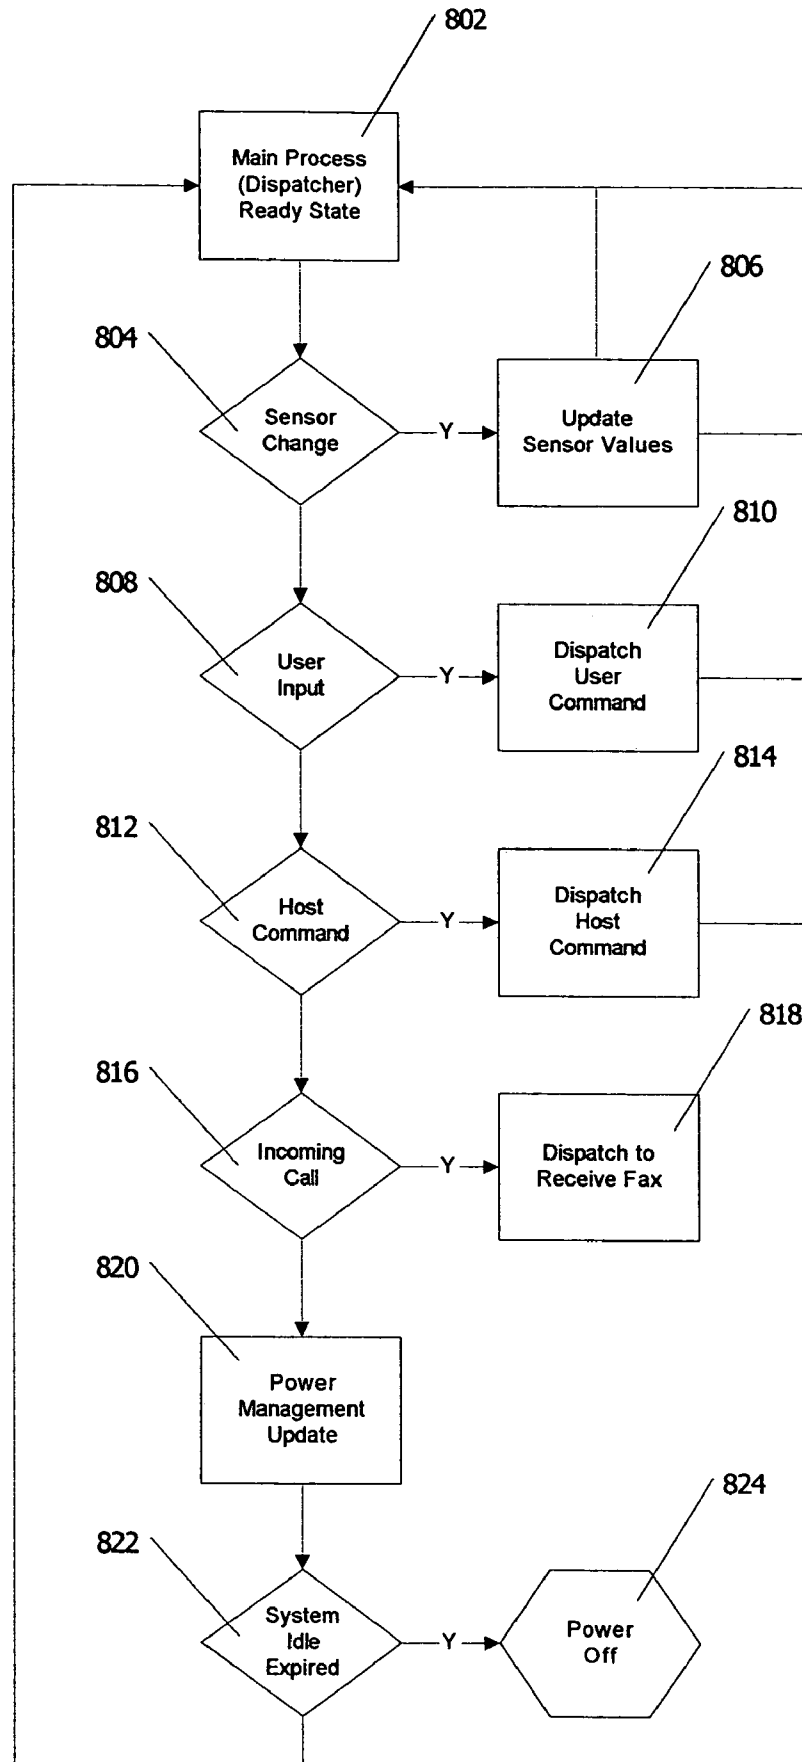 802
Main Process
(Dispatcher)
Ready State
806
804
Sensor
Change
Y
Update
Sensor Values
810
808
User
Input
Y
Dispatch
User
Command
814
812
Host
Command
Y
Dispatch
Host
Command
818
816
Incoming
Call
Y
Dispatch to
Receive Fax
820
Power
Management
Update
824
822
System
Idle
Expired
Y
Power
Off